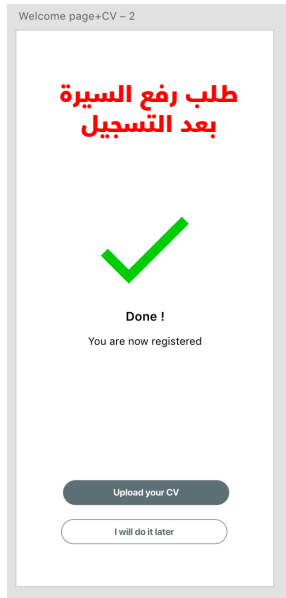 Welcome page+CV – 2
طلب رفع السيرة
بعد التسجيل
Done !
You are now registered
Upload your CV
I will do it later